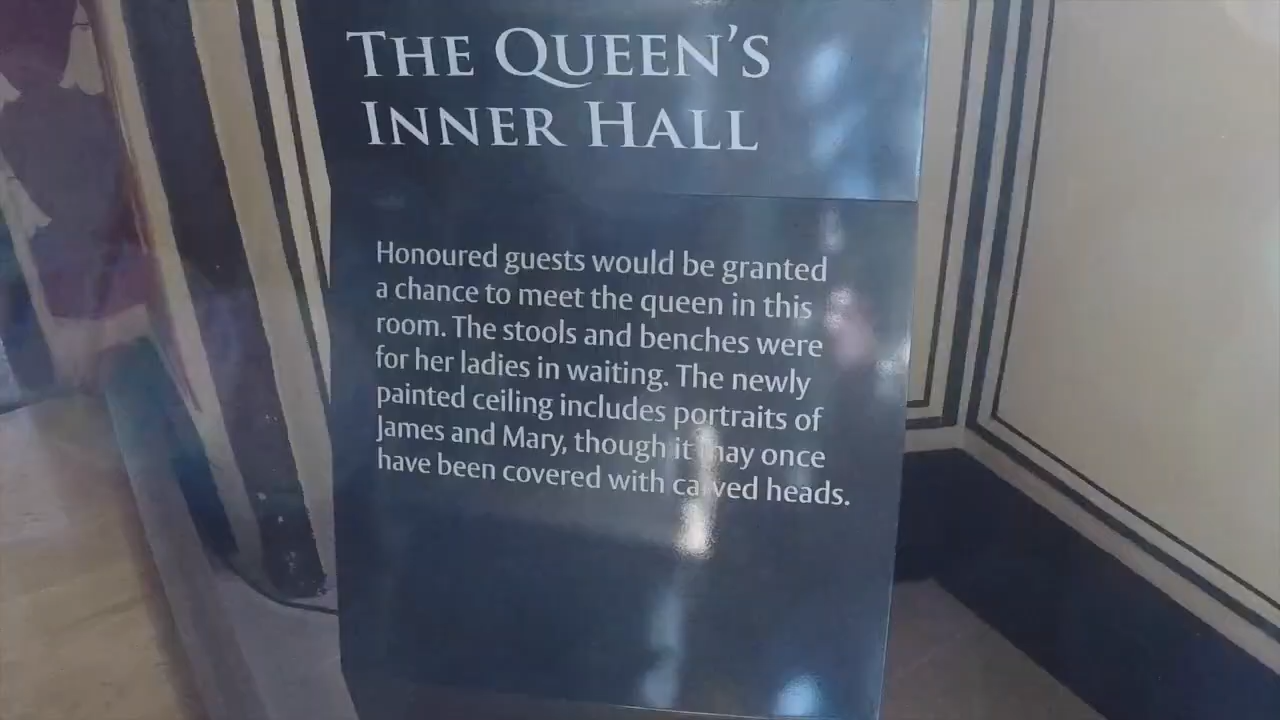 THE QUEEN'S
INNER HALL
Honoured guests would be granted
a chance to meet the queen in this
room. The stools and benches were
for her ladies in waiting. The newly
painted ceiling includes portraits of
James and Mary, though it may once
have been covered with carved heads.